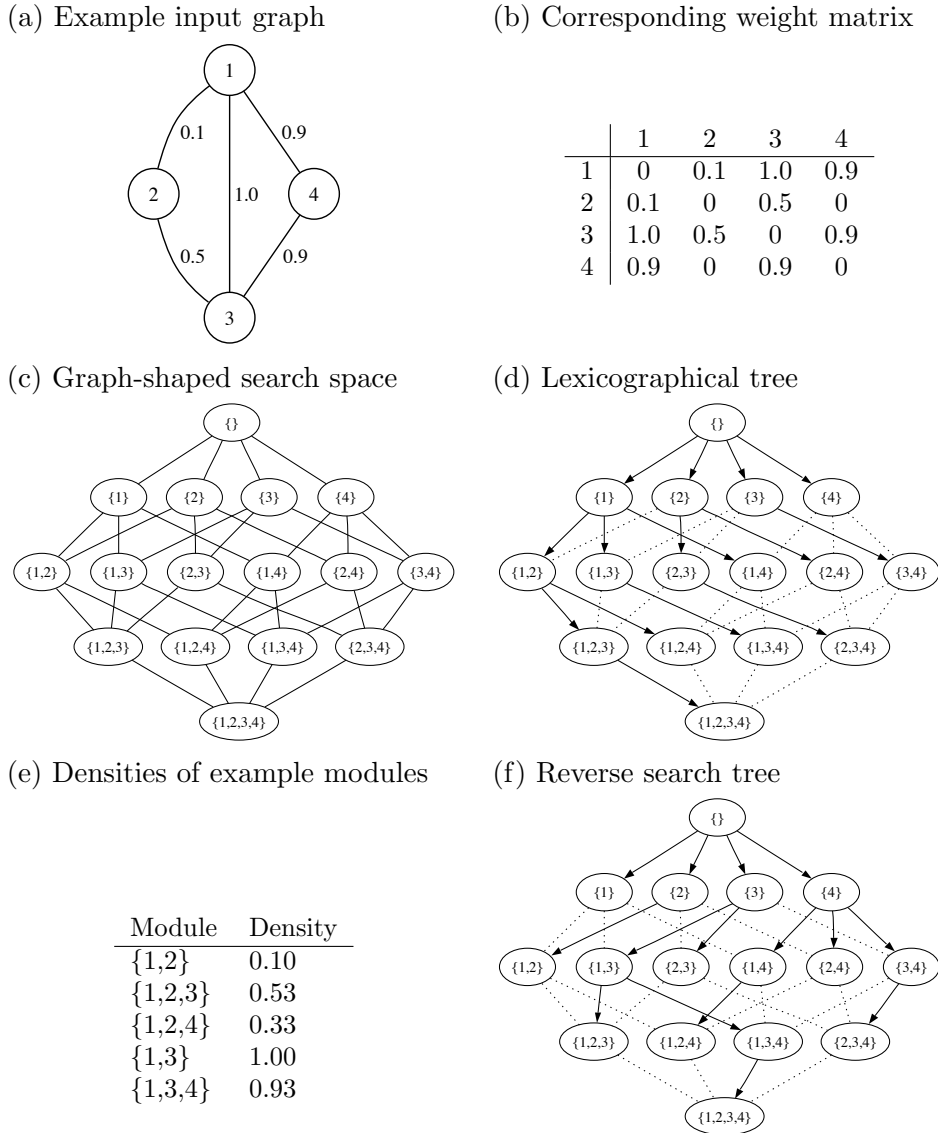 (a) Example input graph
1
0.1
0.9
2
1.0
4
0.5
0.9
3
(b) Corresponding weight matrix
1 2 3 4
1 0 0.1 1.0 0.9
2 0.1 0 0.5 0
3 1.0 0.5 0 0.9
4 0.9 0 0.9 0
(c) Graph-shaped search space
{}
{1} {2} {3} {4}
{1,2} {1,3} {2,3} {1,4} {2,4} {3,4}
{1,2,3} {1,2,4} {1,3,4} {2,3,4}
{1,2,3,4}
(d) Lexicographical tree
{}
{1} {2} {3} {4}
{1,2} {1,3} {2,3} {1,4} {2,4} {3,4}
{1,2,3} {1,2,4} {1,3,4} {2,3,4}
{1,2,3,4}
(e) Densities of example modules
Module Density
{1,2} 0.10
{1,2,3} 0.53
{1,2,4} 0.33
{1,3} 1.00
{1,3,4} 0.93
(f) Reverse search tree
{}
{1} {2} {3} {4}
{1,2} {1,3} {2,3} {1,4} {2,4} {3,4}
{1,2,3} {1,2,4} {1,3,4} {2,3,4}
{1,2,3,4}